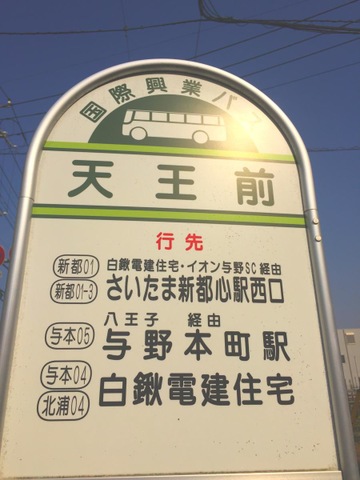 国際興業バス
天王前
行先
新都01 白鍬電建住宅・イオン与野SC経由
新都01-3 さいたま新都心駅西口
八王子 経由
与本05 与野本町駅
与本04
北浦04 白鍬電建住宅